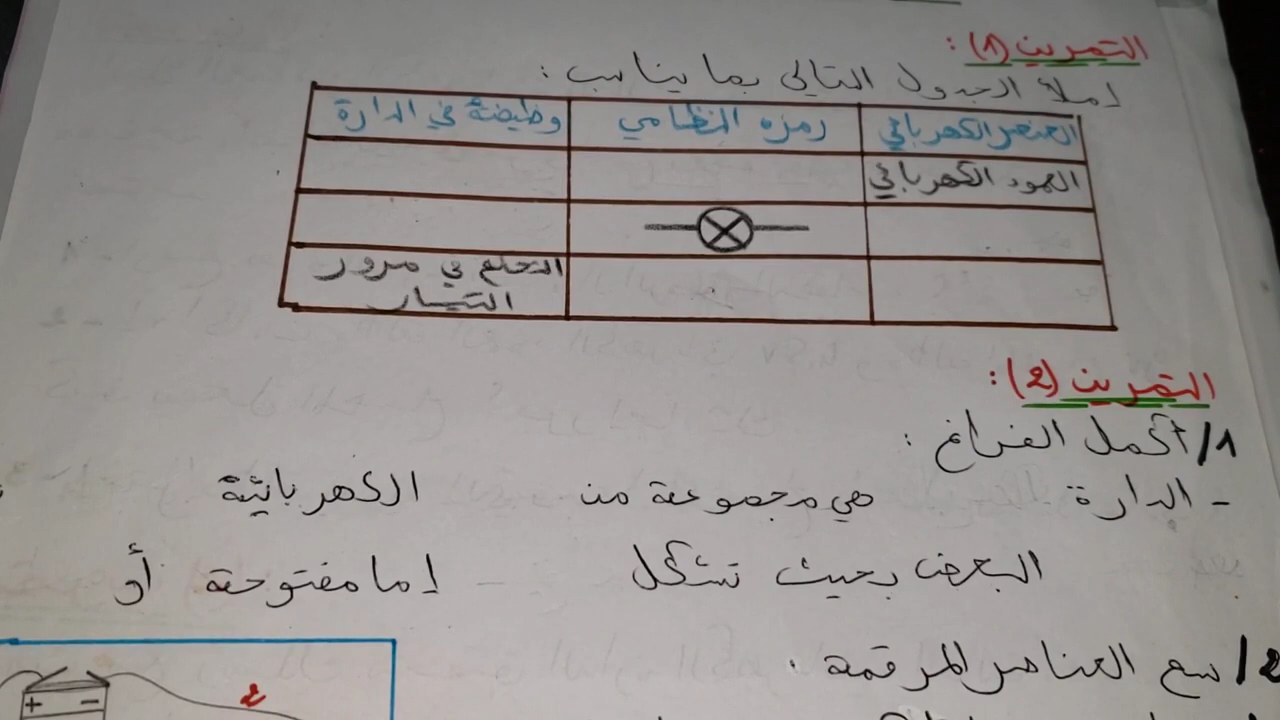 التمرين (1):
املأ الجدول التالي بما يناسب:
العنصر الكهربائي رمزه النظامي وظيفته في الدارة
العمود الكهربائي
التحكم في مرور
التيار
التمرين (2):
1/ أكمل الفراغ:
- الدارة هي مجموعة من الكهربائية
البعض بحيث تشكل إما مفتوحة أو
2/ سم العناصر المرقمة.
2
+ -